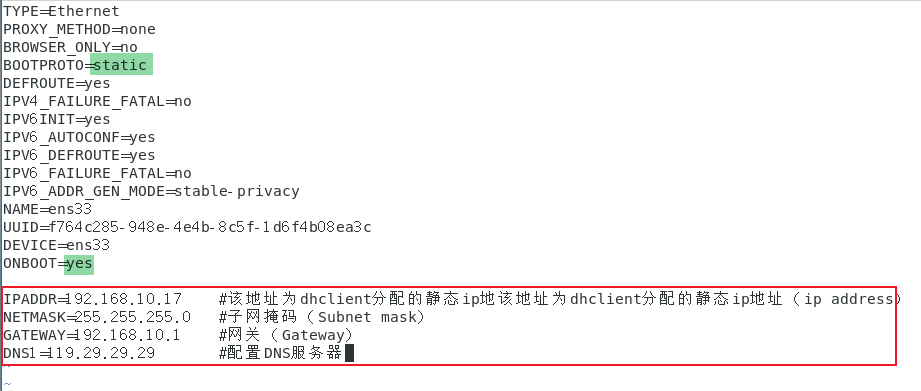 TYPE=Ethernet
PROXY_METHOD=none
BROWSER_ONLY=no
BOOTPROTO=static
DEFROUTE=yes
IPV4_FAILURE_FATAL=no
IPV6INIT=yes
IPV6_AUTOCONF=yes
IPV6_DEFROUTE=yes
IPV6_FAILURE_FATAL=no
IPV6_ADDR_GEN_MODE=stable-privacy
NAME=ens33
UUID=f764c285-948e-4e4b-8c5f-1d6f4b08ea3c
DEVICE=ens33
ONBOOT=yes
IPADDR=192.168.10.17 #该地址为dhclient分配的静态ip地该地址为dhclient分配的静态ip地址（ip address）
NETMASK=255.255.255.0 #子网掩码（Subnet mask）
GATEWAY=192.168.10.1 #网关（Gateway）
DNS1=119.29.29.29 #配置DNS服务器
~
~